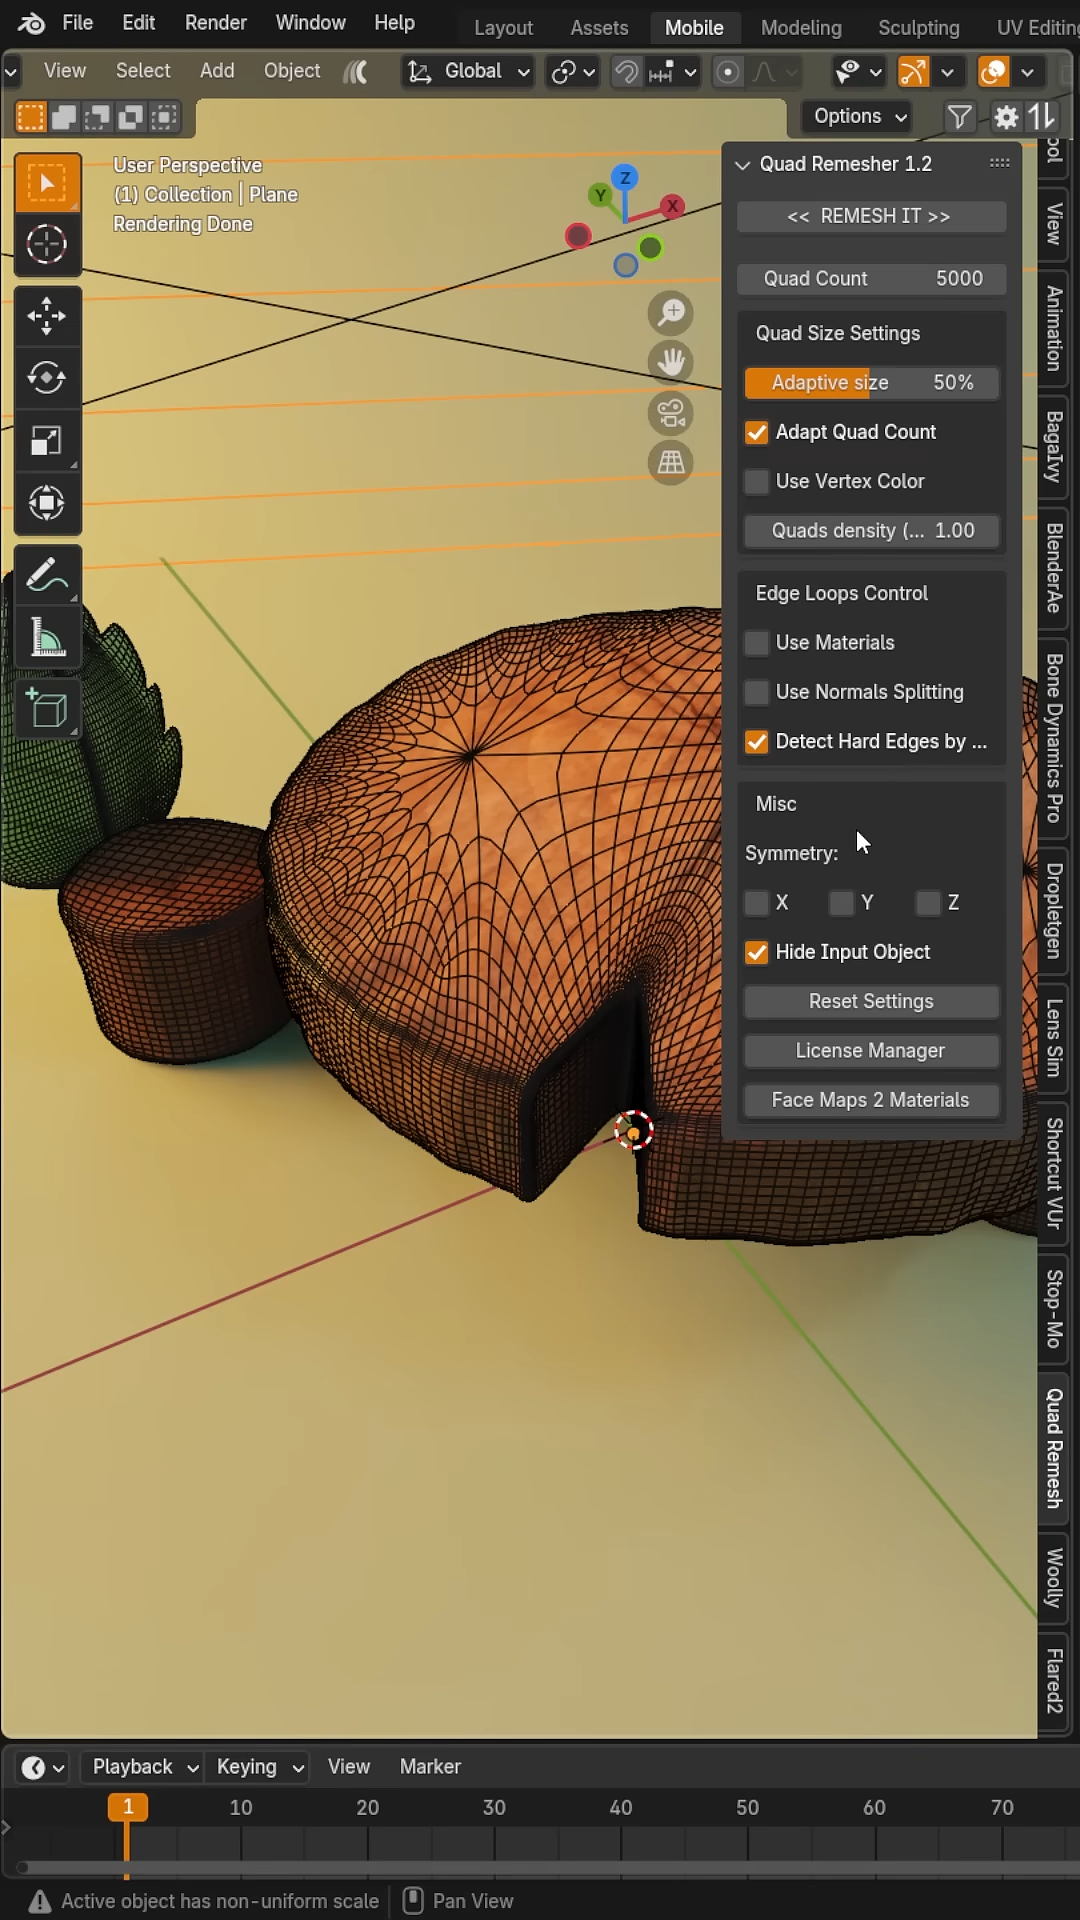 File Edit Render Window Help Layout Assets Mobile Modeling Sculpting UV Editing
View Select Add Object Global
Options
User Perspective
(1) Collection | Plane
Rendering Done
Z
Y
X
Quad Remesher 1.2
<< REMESH IT >>
Quad Count 5000
Quad Size Settings
Adaptive size 50%
Adapt Quad Count
Use Vertex Color
Quads density (... 1.00
Edge Loops Control
Use Materials
Use Normals Splitting
Detect Hard Edges by ...
Misc
Symmetry:
X Y Z
Hide Input Object
Reset Settings
License Manager
Face Maps 2 Materials
ool
View
Animation
BagaIvy
BlenderAe
Bone Dynamics Pro
Dropletgen
Lens Sim
Shortcut VUr
Stop-Mo
Quad Remesh
Woolly
Flared2
Playback Keying View Marker
1 10 20 30 40 50 60 70
Active object has non-uniform scale Pan View